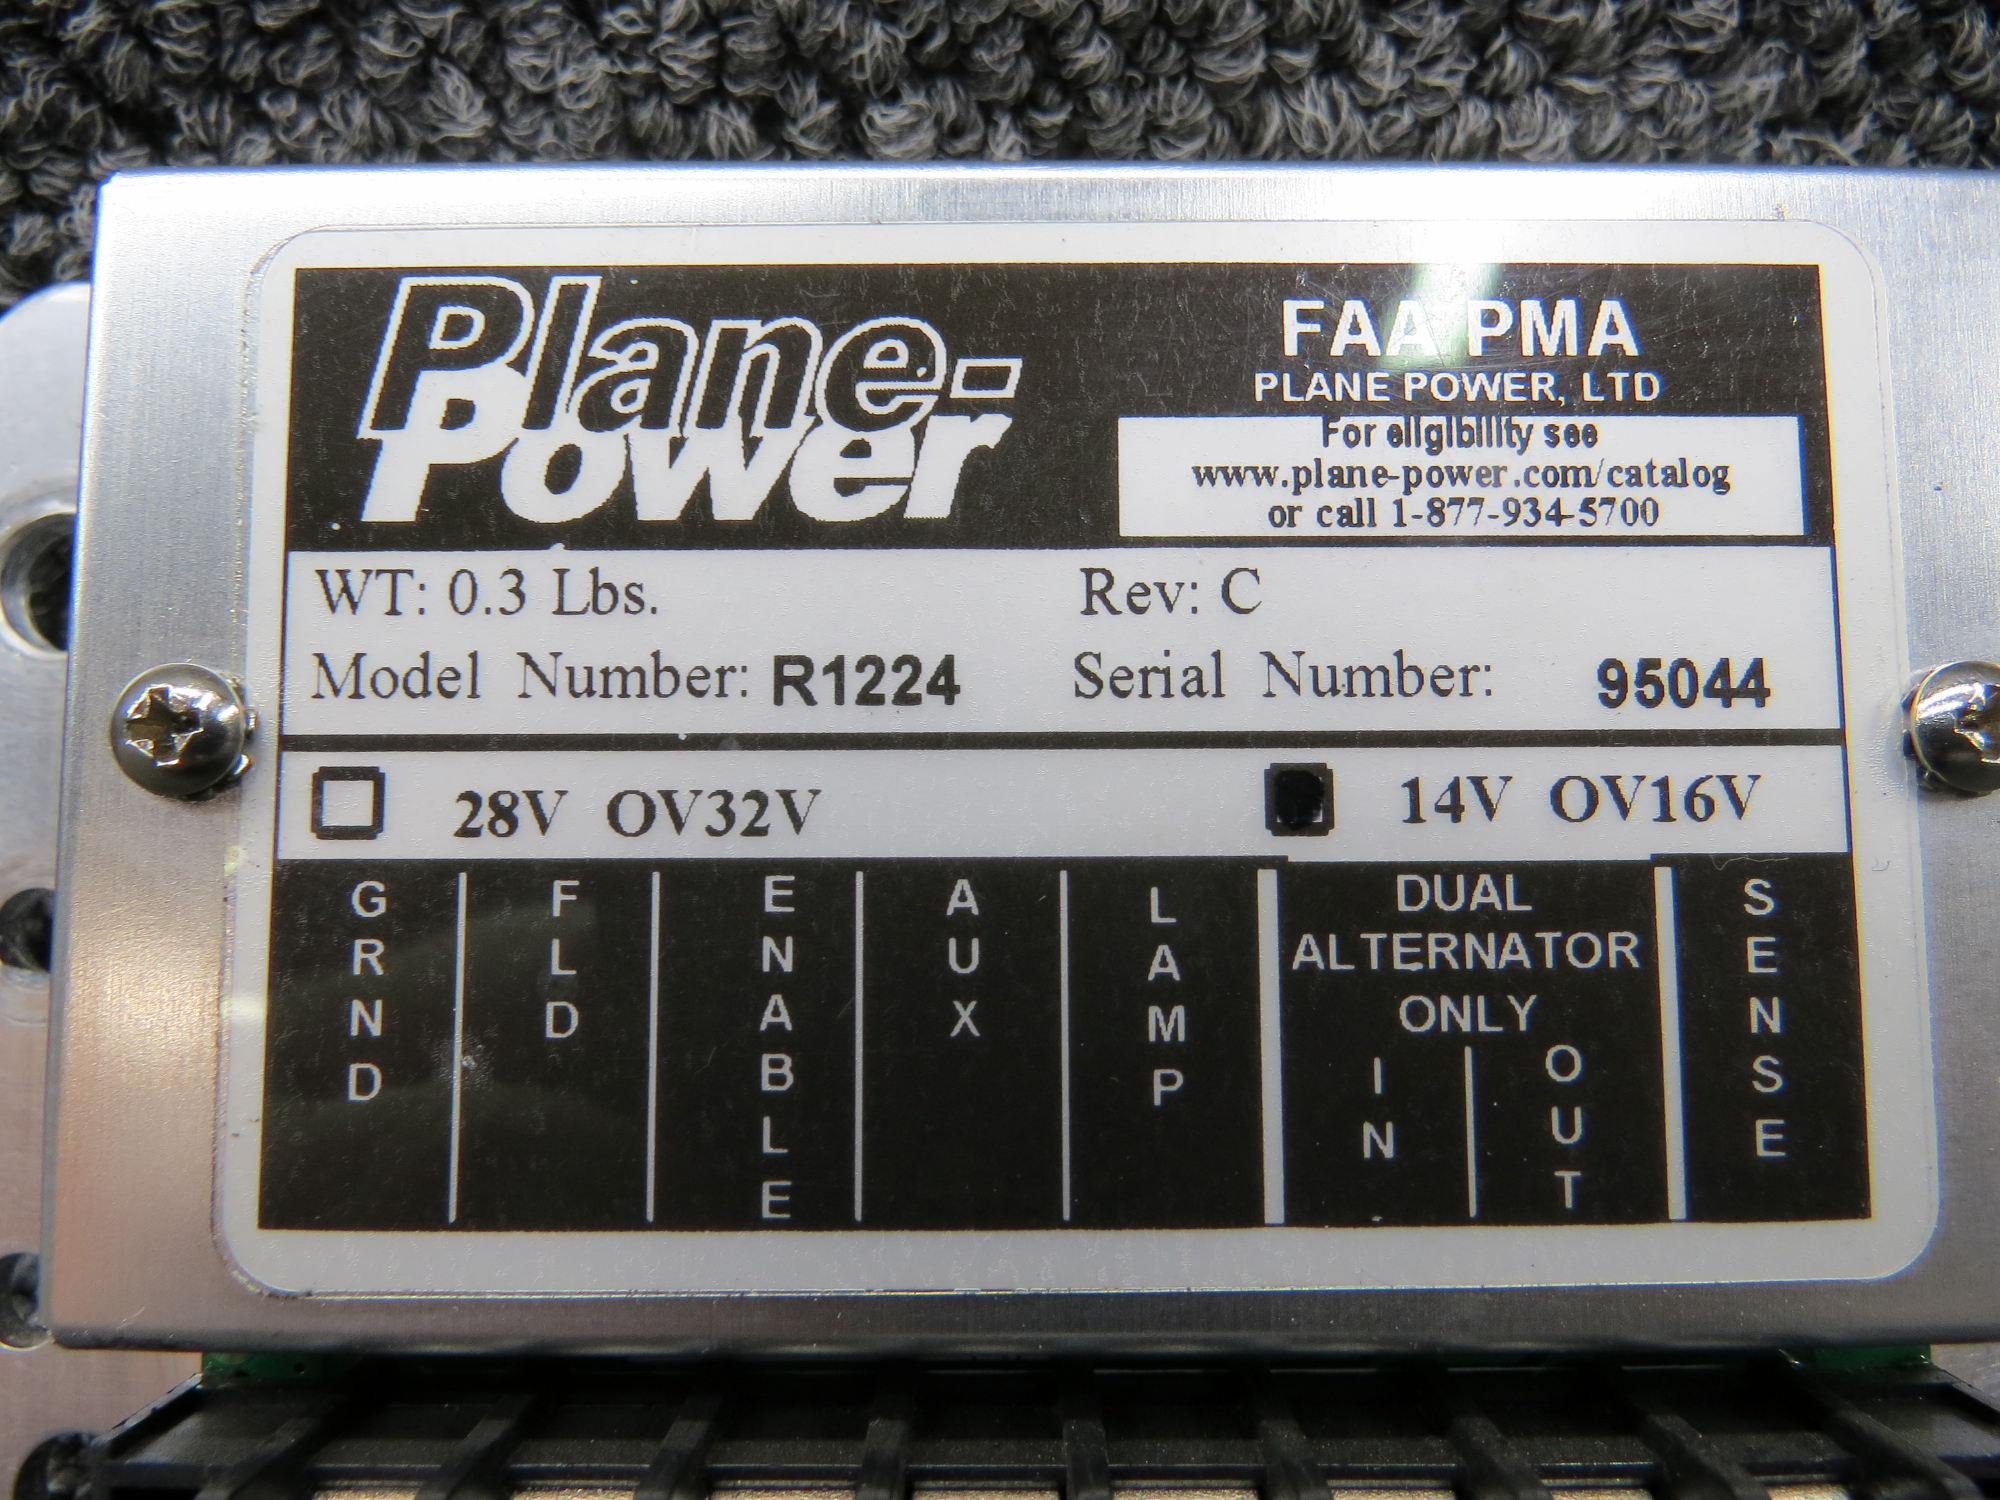 Plane-
Power
FAA PMA
PLANE POWER, LTD
For eligibility see
www.plane-power.com/catalog
or call 1-877-934-5700
WT: 0.3 Lbs.
Rev: C
Model Number: R1224
Serial Number: 95044
28V OV32V
14V OV16V
GRND
FLD
ENABLE
AUX
LAMP
DUAL
ALTERNATOR
ONLY
IN
OUT
SENSE